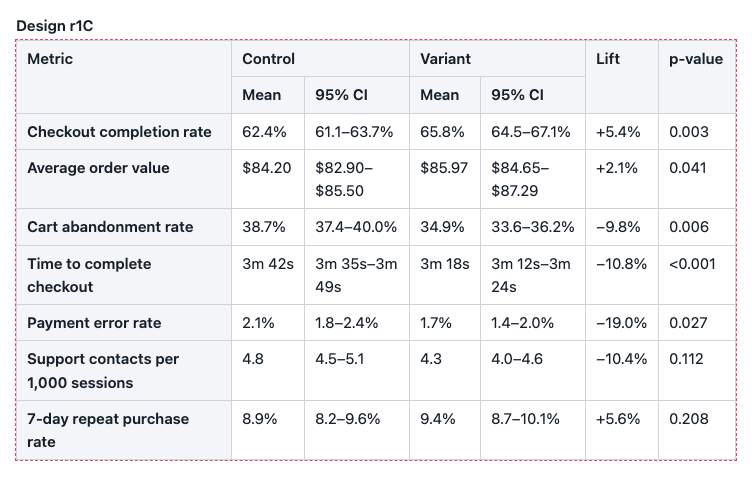 Design r1C
Metric Control Variant Lift p-value
Mean 95% CI Mean 95% CI
Checkout completion rate 62.4% 61.1–63.7% 65.8% 64.5–67.1% +5.4% 0.003
Average order value $84.20 $82.90– $85.97 $84.65– +2.1% 0.041
$85.50 $87.29
Cart abandonment rate 38.7% 37.4–40.0% 34.9% 33.6–36.2% −9.8% 0.006
Time to complete 3m 42s 3m 35s–3m 3m 18s 3m 12s–3m −10.8% <0.001
checkout 49s 24s
Payment error rate 2.1% 1.8–2.4% 1.7% 1.4–2.0% −19.0% 0.027
Support contacts per 4.8 4.5–5.1 4.3 4.0–4.6 −10.4% 0.112
1,000 sessions
7-day repeat purchase 8.9% 8.2–9.6% 9.4% 8.7–10.1% +5.6% 0.208
rate